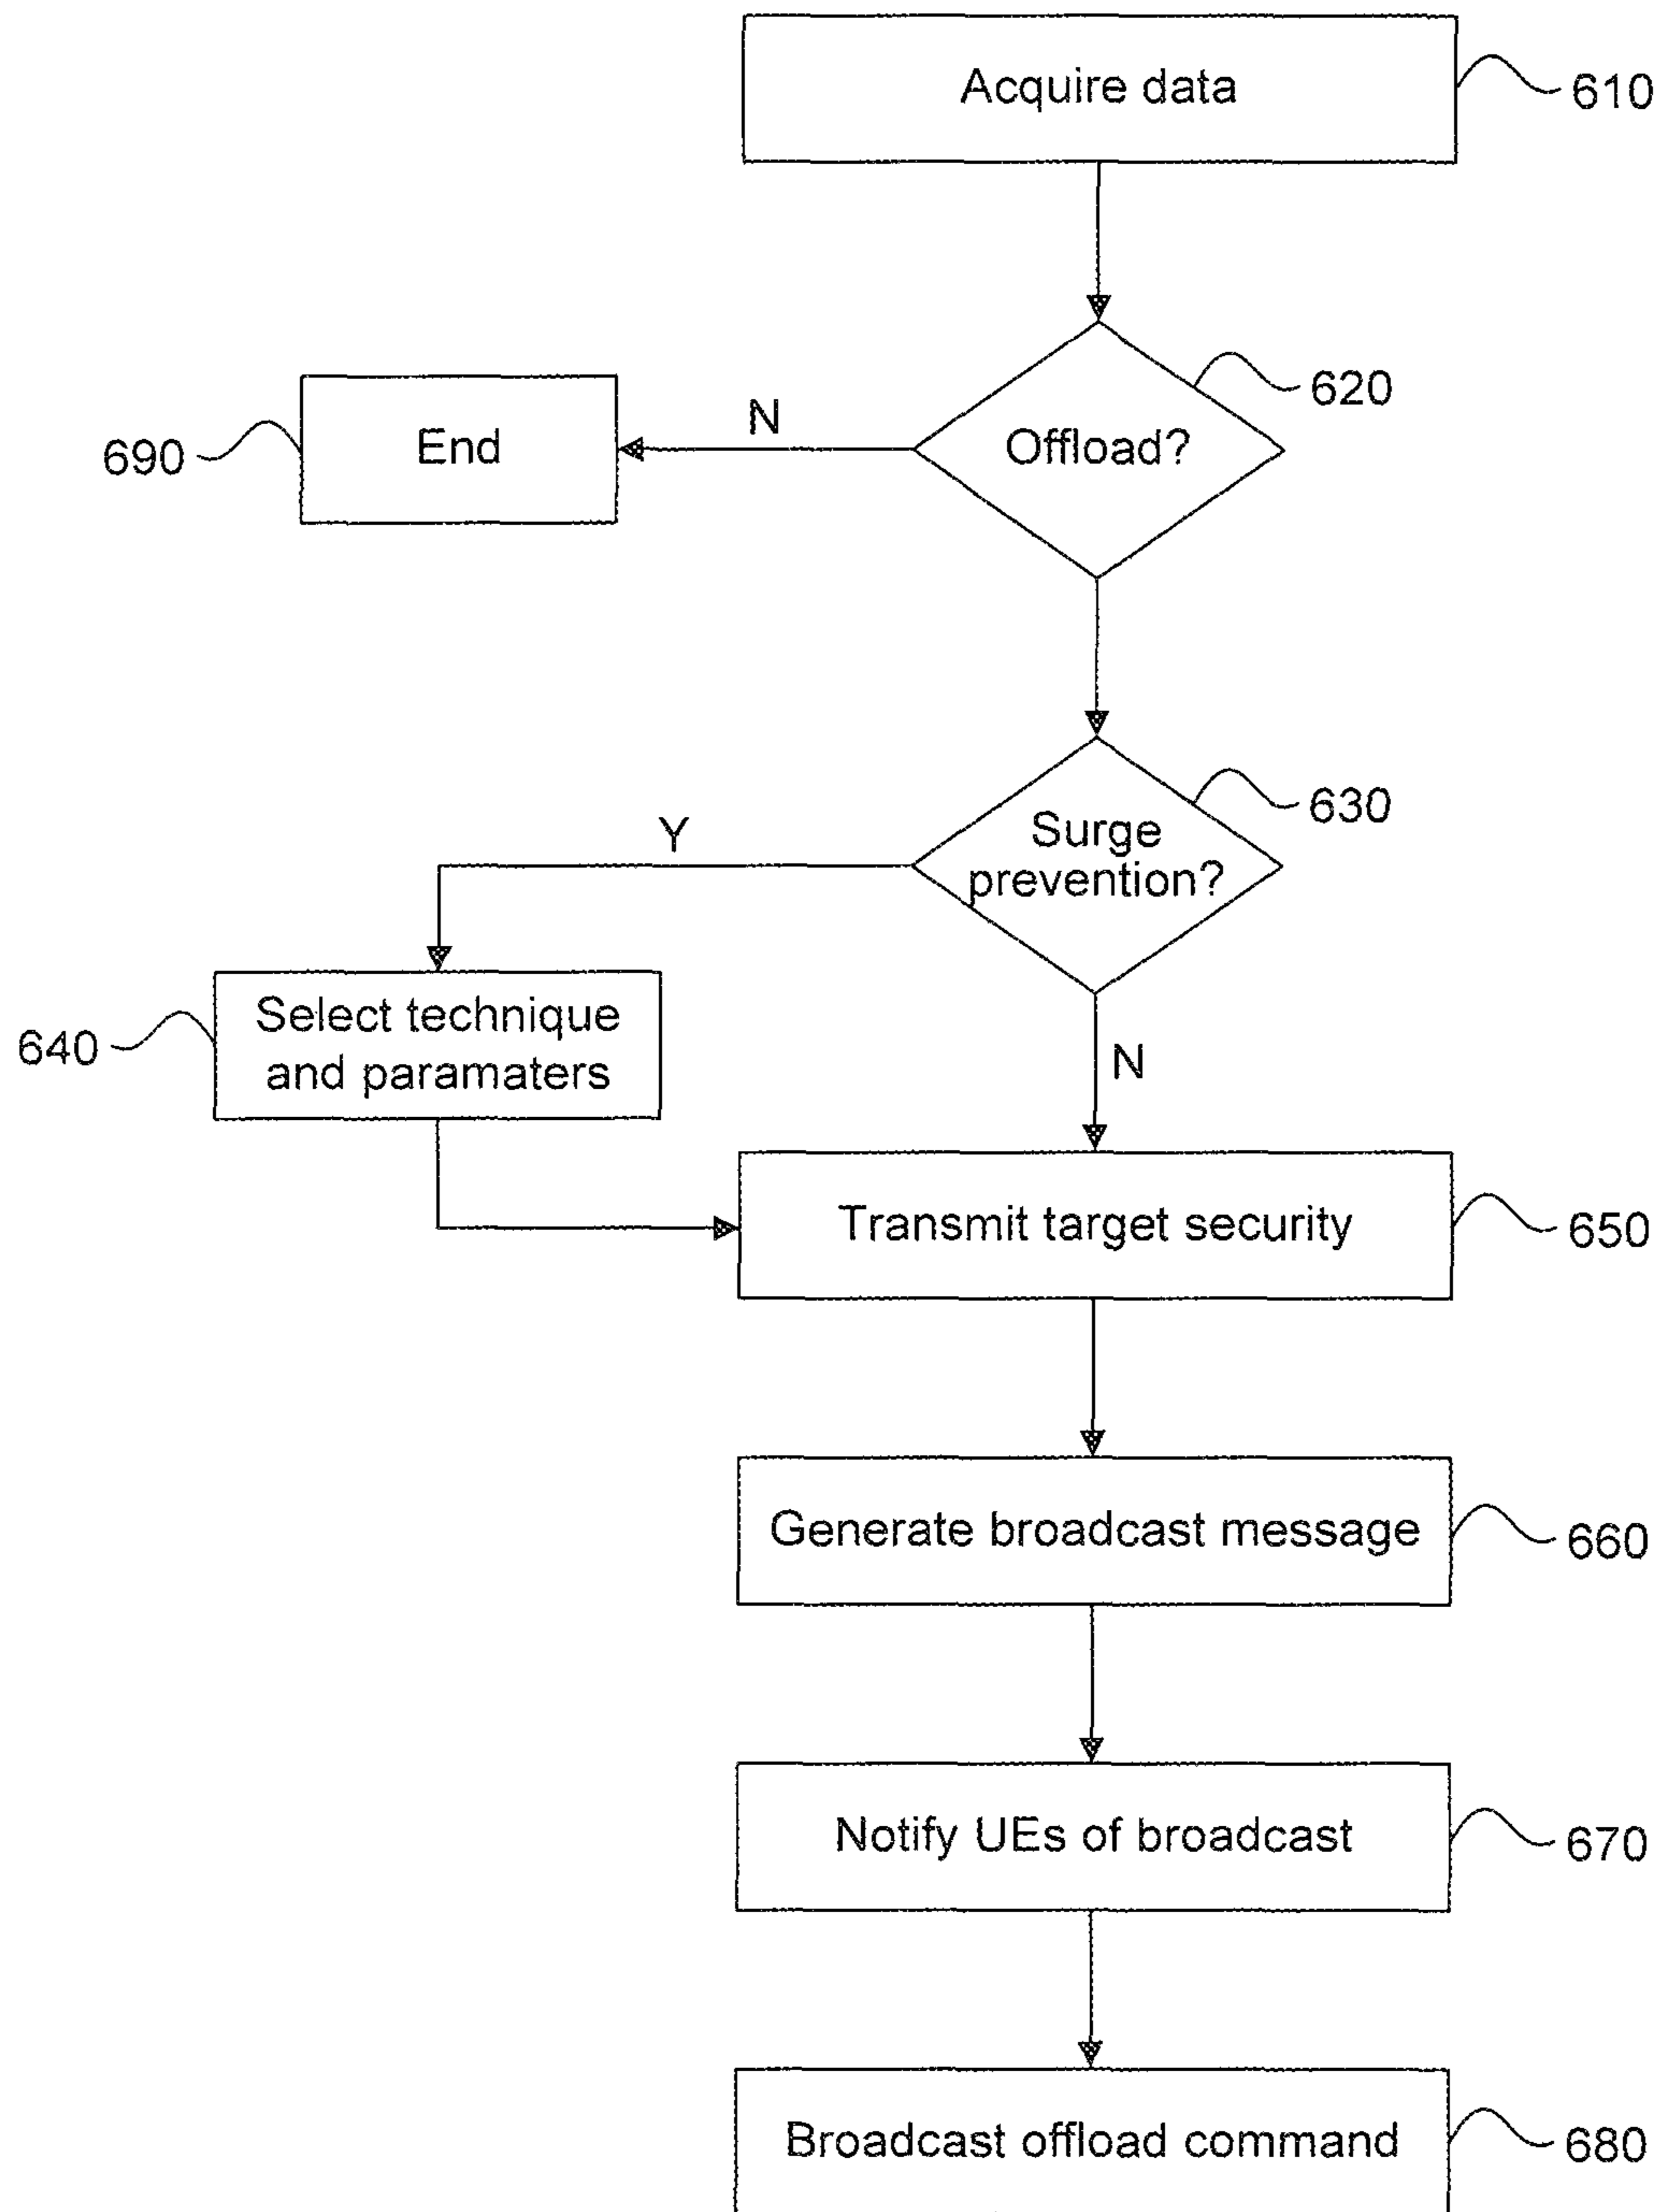 Acquire data
610
620
Offload?
N
End
690
630
Surge
prevention?
Y
Select technique
and paramaters
640
N
Transmit target security
650
Generate broadcast message
660
Notify UEs of broadcast
670
Broadcast offload command
680